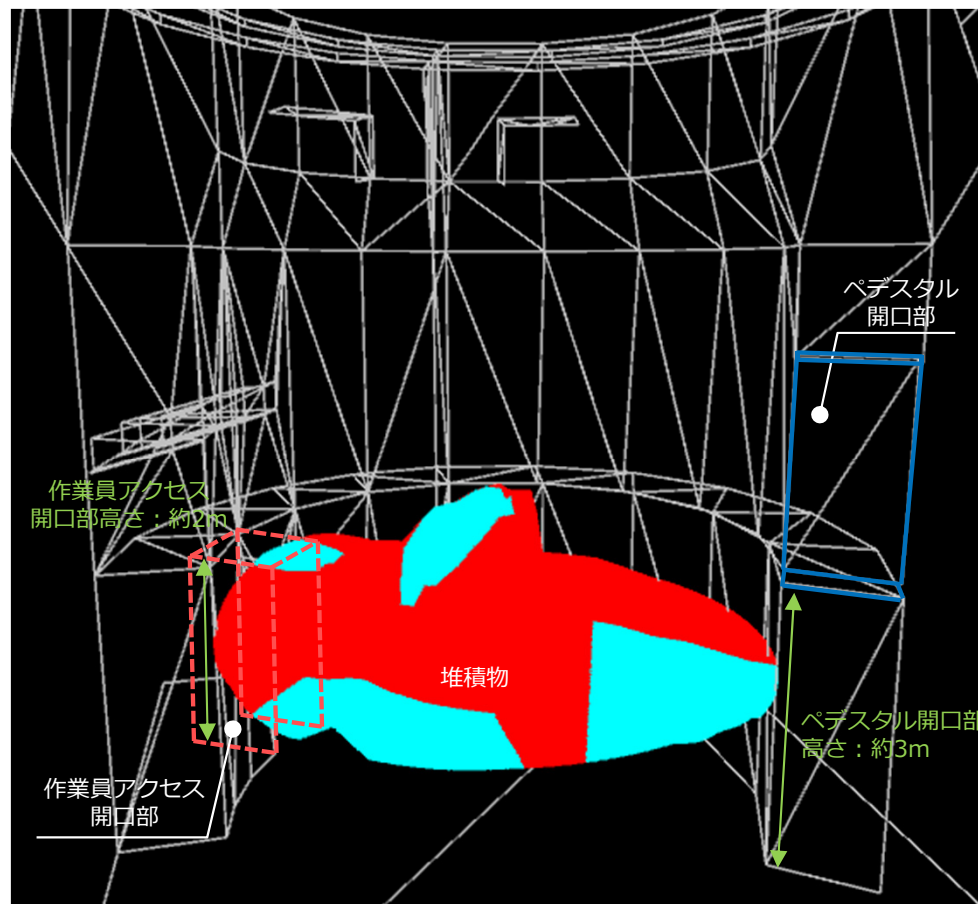 ペデスタル
開口部
作業員アクセス
開口部高さ：約2m
堆積物
ペデスタル開口部
高さ：約3m
作業員アクセス
開口部